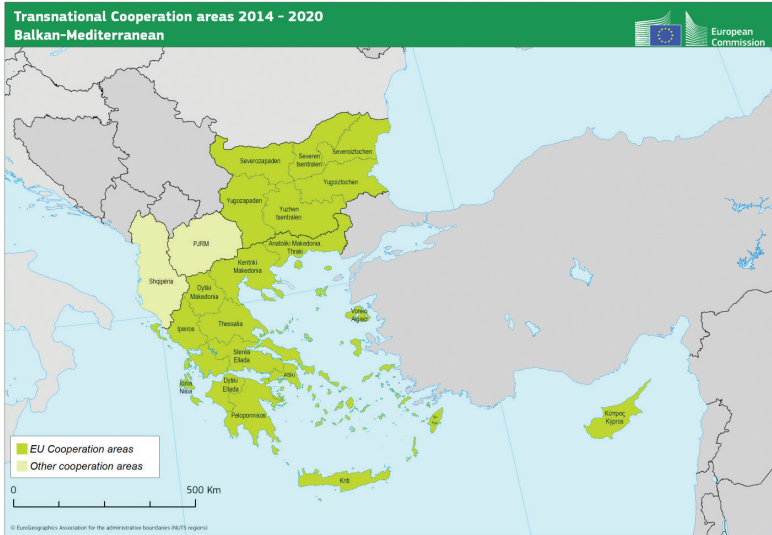 Transnational Cooperation areas 2014 - 2020
Balkan-Mediterranean
European
Commission
Severozapaden
Severen
tsentralen
Severoiztochen
Yugoiztochen
Yugozapaden
Yuzhen
tsentralen
PJRM
Anatoliki Makedonia
Thraki
Kentriki
Makedonia
Shqipëria
Dytiki
Makedonia
Voreio
Aigaio
Ipeiros
Thessalia
Sterea
Ellada
Ionia
Nisia
Dytiki
Ellada
Attiki
Peloponnisos
Κύπρος
Kýpros
Kriti
EU Cooperation areas
Other cooperation areas
0
500 Km
© EuroGeographics Association for the administrative boundaries (NUTS regions)